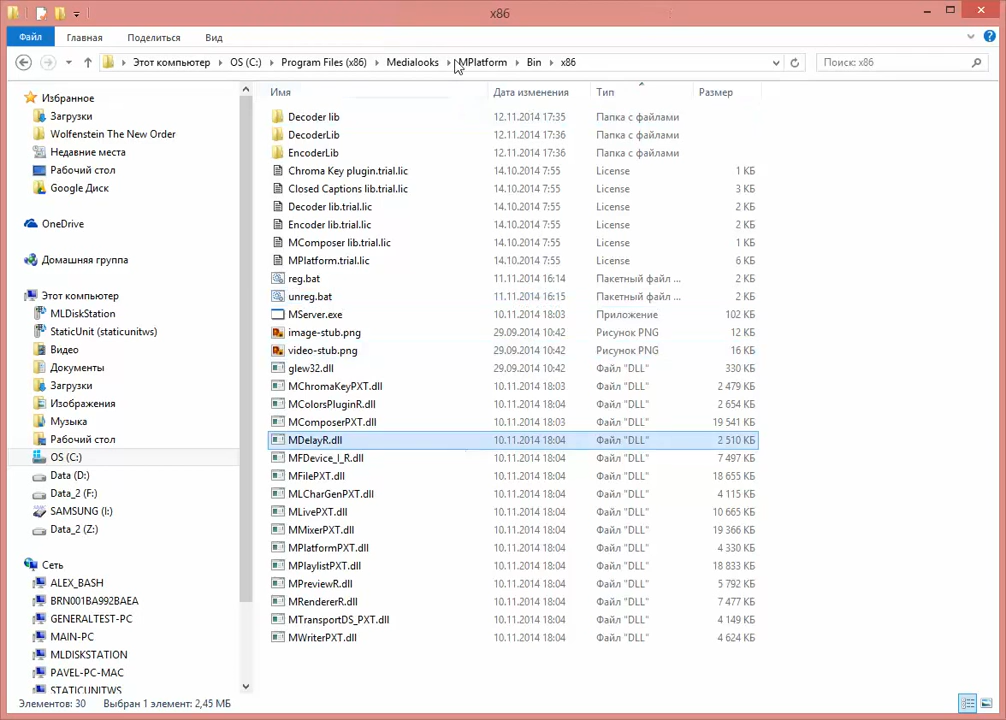 x86
Файл Главная Поделиться Вид
Этот компьютер OS (C:) Program Files (x86) Medialooks MPlatform Bin x86 Поиск: x86
Имя Дата изменения Тип Размер
Избранное
Загрузки
Wolfenstein The New Order
Недавние места
Рабочий стол
Google Диск
OneDrive
Домашняя группа
Этот компьютер
MLDiskStation
StaticUnit (staticunitws)
Видео
Документы
Загрузки
Изображения
Музыка
Рабочий стол
OS (C:)
Data (D:)
Data_2 (F:)
SAMSUNG (I:)
Data_2 (Z:)
Сеть
ALEX_BASH
BRN001BA992BAEA
GENERALTEST-PC
MAIN-PC
MLDISKSTATION
PAVEL-PC-MAC
STATICUNITWS
Decoder lib 12.11.2014 17:35 Папка с файлами
DecoderLib 12.11.2014 17:36 Папка с файлами
EncoderLib 12.11.2014 17:36 Папка с файлами
Chroma Key plugin.trial.lic 14.10.2014 7:55 License 1 КБ
Closed Captions lib.trial.lic 14.10.2014 7:55 License 3 КБ
Decoder lib.trial.lic 14.10.2014 7:55 License 2 КБ
Encoder lib.trial.lic 14.10.2014 7:55 License 2 КБ
MComposer lib.trial.lic 14.10.2014 7:55 License 1 КБ
MPlatform.trial.lic 14.10.2014 7:55 License 6 КБ
reg.bat 11.11.2014 16:14 Пакетный файл ... 2 КБ
unreg.bat 11.11.2014 16:15 Пакетный файл ... 2 КБ
MServer.exe 10.11.2014 18:03 Приложение 102 КБ
image-stub.png 29.09.2014 10:42 Рисунок PNG 12 КБ
video-stub.png 29.09.2014 10:42 Рисунок PNG 16 КБ
glew32.dll 29.09.2014 10:42 Файл "DLL" 330 КБ
MChromaKeyPXT.dll 10.11.2014 18:03 Файл "DLL" 2 479 КБ
MColorsPluginR.dll 10.11.2014 18:04 Файл "DLL" 2 654 КБ
MComposerPXT.dll 10.11.2014 18:03 Файл "DLL" 19 541 КБ
MDelayR.dll 10.11.2014 18:04 Файл "DLL" 2 510 КБ
MFDevice_I_R.dll 10.11.2014 18:04 Файл "DLL" 7 497 КБ
MFilePXT.dll 10.11.2014 18:04 Файл "DLL" 18 655 КБ
MLCharGenPXT.dll 10.11.2014 18:04 Файл "DLL" 4 115 КБ
MLivePXT.dll 10.11.2014 18:04 Файл "DLL" 10 665 КБ
MMixerPXT.dll 10.11.2014 18:04 Файл "DLL" 19 366 КБ
MPlatformPXT.dll 10.11.2014 18:04 Файл "DLL" 4 330 КБ
MPlaylistPXT.dll 10.11.2014 18:04 Файл "DLL" 18 833 КБ
MPreviewR.dll 10.11.2014 18:04 Файл "DLL" 5 792 КБ
MRendererR.dll 10.11.2014 18:04 Файл "DLL" 7 477 КБ
MTransportDS_PXT.dll 10.11.2014 18:04 Файл "DLL" 4 149 КБ
MWriterPXT.dll 10.11.2014 18:04 Файл "DLL" 4 624 КБ
Элементов: 30 Выбран 1 элемент: 2,45 МБ